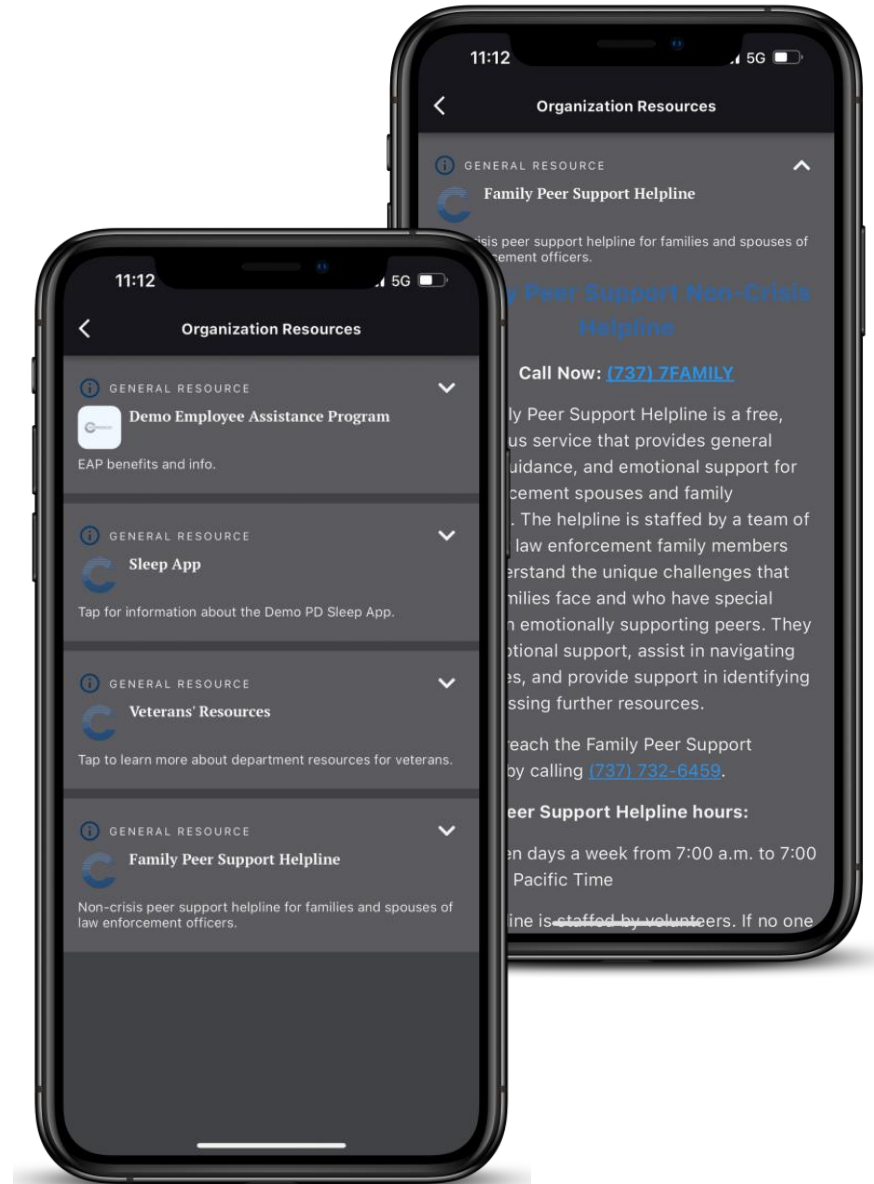 11:12
5G
Organization Resources
GENERAL RESOURCE
Demo Employee Assistance Program
EAP benefits and info.
GENERAL RESOURCE
Sleep App
Tap for information about the Demo PD Sleep App.
GENERAL RESOURCE
Veterans' Resources
Tap to learn more about department resources for veterans.
GENERAL RESOURCE
Family Peer Support Helpline
Non-crisis peer support helpline for families and spouses of
law enforcement officers.
11:12
5G
Organization Resources
GENERAL RESOURCE
Family Peer Support Helpline
peer support helpline for families and spouses of
officers.
Peer Support Non-Crisis
Helpline
Call Now: (737) 7FAMILY
Peer Support Helpline is a free,
service that provides general
and emotional support for
spouses and family
The helpline is staffed by a team of
law enforcement family members
the unique challenges that
face and who have special
emotionally supporting peers. They
support, assist in navigating
and provide support in identifying
further resources.
the Family Peer Support
by calling (737) 732-6459.
Support Helpline hours:
days a week from 7:00 a.m. to 7:00
Pacific Time
is staffed by volunteers. If no one